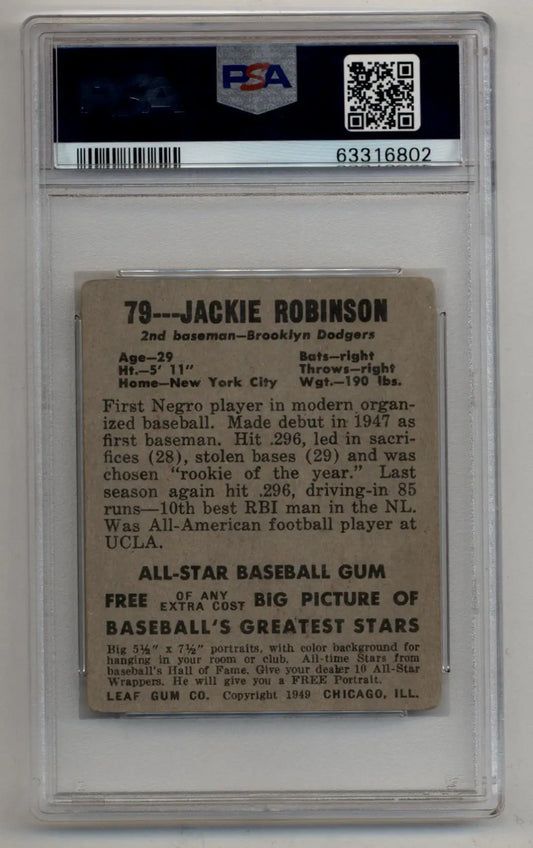 PSA
63316802
79---JACKIE ROBINSON
2nd baseman—Brooklyn Dodgers
Age—29 Bats—right
Ht.—5' 11" Throws—right
Home—New York City Wgt.—190 lbs.
First Negro player in modern organ-
ized baseball. Made debut in 1947 as
first baseman. Hit .296, led in sacri-
fices (28), stolen bases (29) and was
chosen "rookie of the year." Last
season again hit .296, driving-in 85
runs—10th best RBI man in the NL.
Was All-American football player at
UCLA.
ALL-STAR BASEBALL GUM
FREE OF ANY EXTRA COST BIG PICTURE OF
BASEBALL'S GREATEST STARS
Big 5½" x 7½" portraits, with color background for
hanging in your room or club. All-time Stars from
baseball's Hall of Fame. Give your dealer 10 All-Star
Wrappers. He will give you a FREE Portrait.
LEAF GUM CO. Copyright 1949 CHICAGO, ILL.